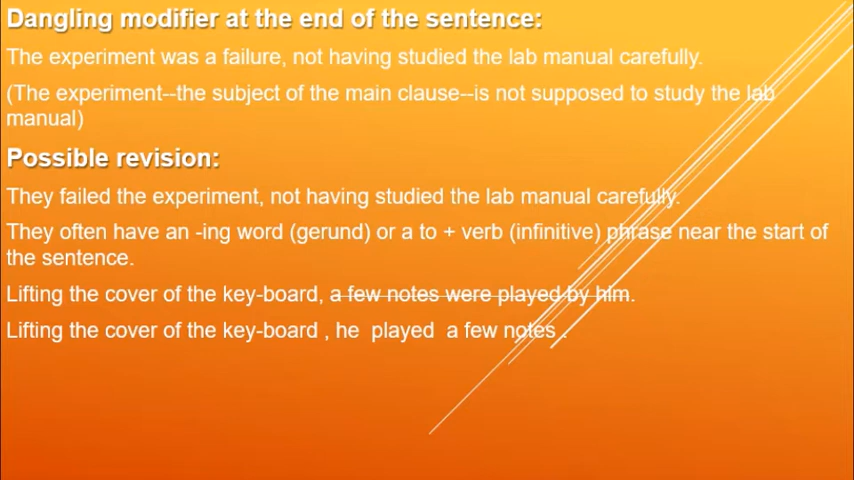 Dangling modifier at the end of the sentence:
The experiment was a failure, not having studied the lab manual carefully.
(The experiment--the subject of the main clause--is not supposed to study the lab
manual)
Possible revision:
They failed the experiment, not having studied the lab manual carefully.
They often have an -ing word (gerund) or a to + verb (infinitive) phrase near the start of
the sentence.
Lifting the cover of the key-board, a few notes were played by him.
Lifting the cover of the key-board , he  played  a few notes .